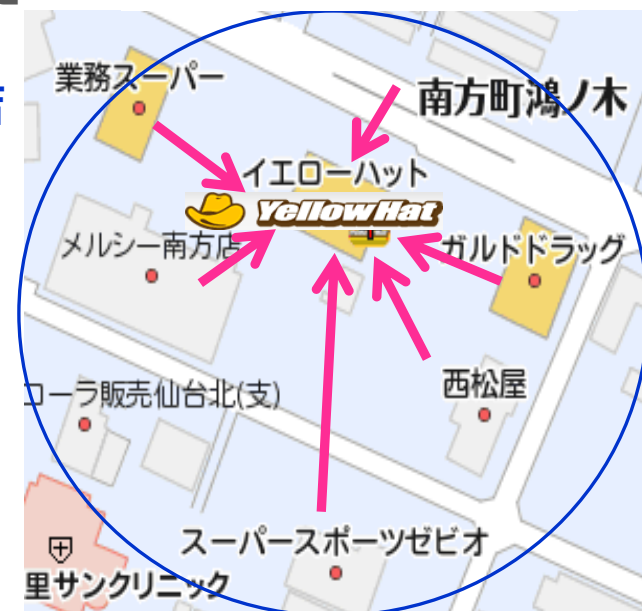 業務スーパー
南方町鴻ノ木
イエローハット
YellowHat
メルシー南方店
ガルドドラッグ
西松屋
コーラ販売仙台北(支)
スーパースポーツゼビオ
里サンクリニック